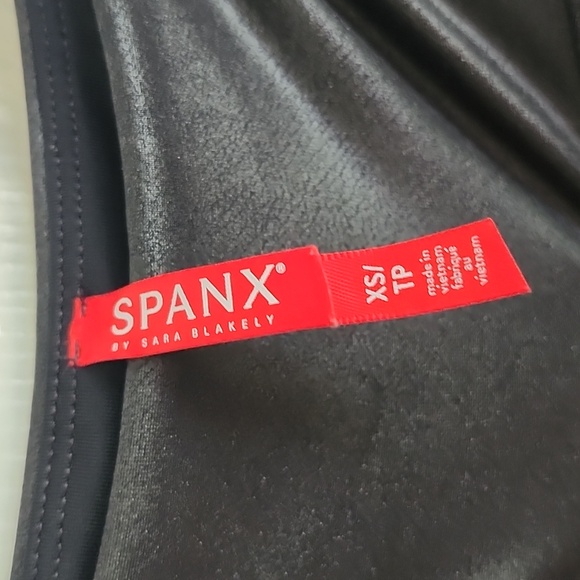 SPANX®
BY SARA BLAKELY
XS/
TP
made in
vietnam/
fabriqué
au
vietnam